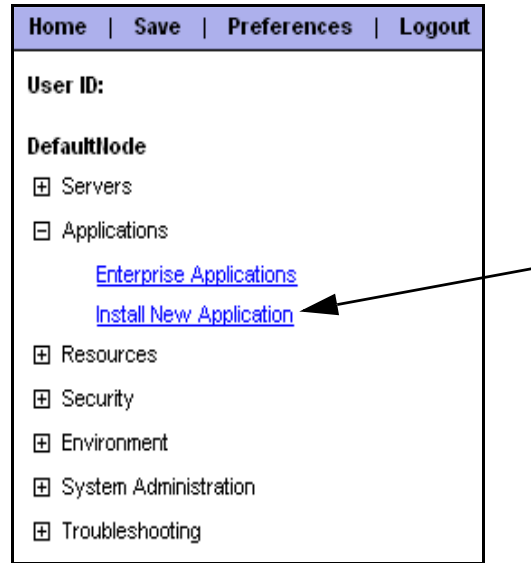 Home | Save | Preferences | Logout
User ID:
DefaultNode
Servers
Applications
Enterprise Applications
Install New Application
Resources
Security
Environment
System Administration
Troubleshooting